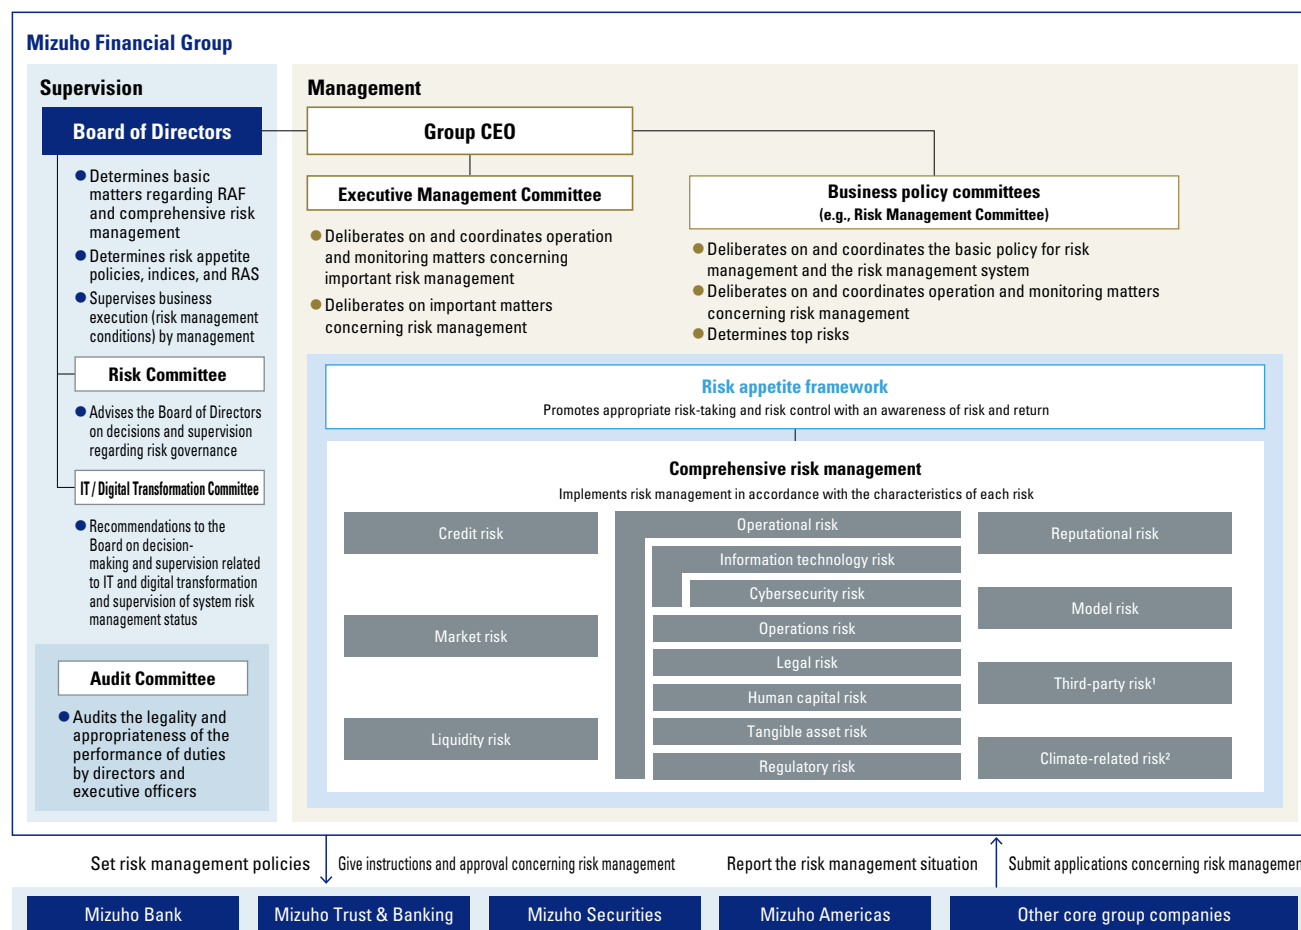 Mizuho Financial Group
Supervision
Board of Directors
● Determines basic
matters regarding RAF
and comprehensive risk
management
● Determines risk appetite
policies, indices, and RAS
● Supervises business
execution (risk management
conditions) by management
Risk Committee
● Advises the Board of Directors
on decisions and supervision
regarding risk governance
IT / Digital Transformation Committee
● Recommendations to the
Board on decision-
making and supervision related
to IT and digital transformation
and supervision of system risk
management status
Audit Committee
● Audits the legality and
appropriateness of the
performance of duties
by directors and
executive officers
Management
Group CEO
Executive Management Committee
● Deliberates on and coordinates operation
and monitoring matters concerning
important risk management
● Deliberates on important matters
concerning risk management
Business policy committees
(e.g., Risk Management Committee)
● Deliberates on and coordinates the basic policy for risk
management and the risk management system
● Deliberates on and coordinates operation and monitoring matters
concerning risk management
● Determines top risks
Risk appetite framework
Promotes appropriate risk-taking and risk control with an awareness of risk and return
Comprehensive risk management
Implements risk management in accordance with the characteristics of each risk
Credit risk
Market risk
Liquidity risk
Operational risk
Information technology risk
Cybersecurity risk
Operations risk
Legal risk
Human capital risk
Tangible asset risk
Regulatory risk
Reputational risk
Model risk
Third-party risk¹
Climate-related risk²
Set risk management policies
Give instructions and approval concerning risk management
Report the risk management situation
Submit applications concerning risk managemen
Mizuho Bank
Mizuho Trust & Banking
Mizuho Securities
Mizuho Americas
Other core group companies